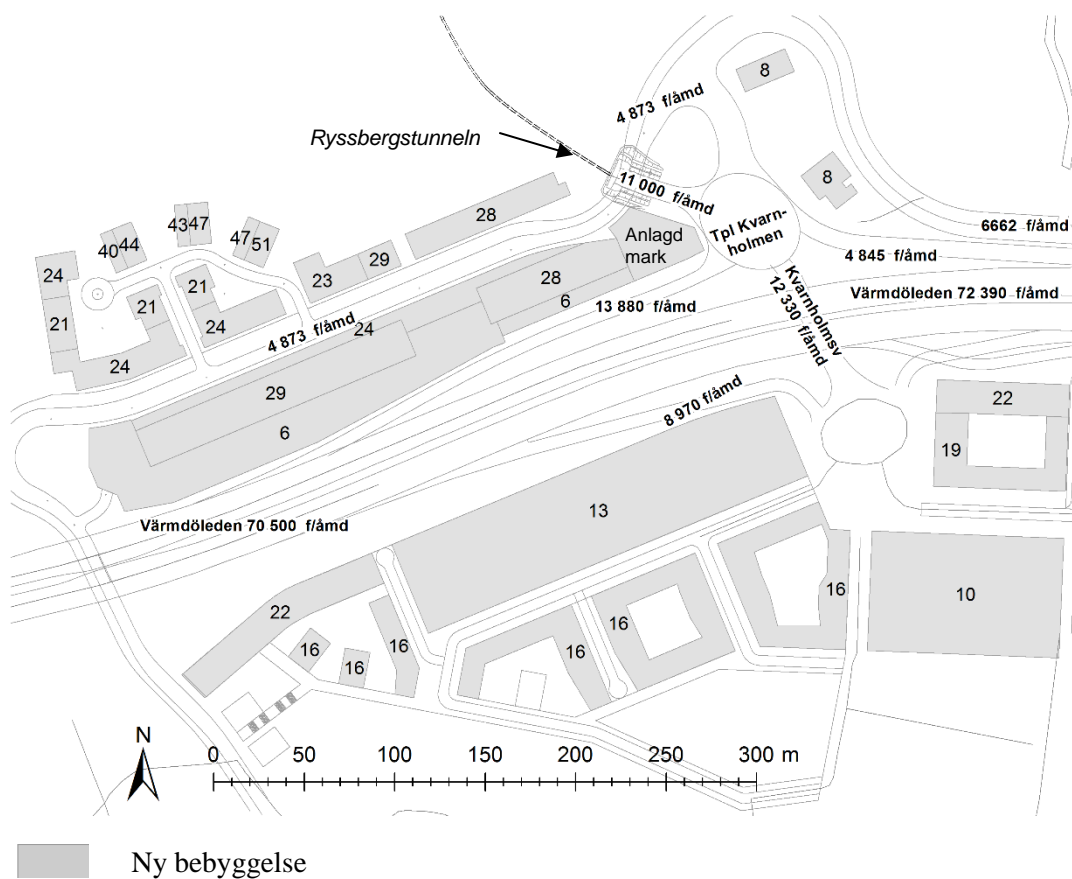 8
4 873 f/åmd
Ryssbergstunneln
8
11 000 f/åmd
Tpl Kvarn-
holmen
28
43 47
40 44
47 51
Anlagd
mark
6662 f/åmd
4 845 f/åmd
24
23
29
28
21
6
13 880 f/åmd
Kvarnholmsv
12 330 f/åmd
Värmdöleden 72 390 f/åmd
21
21
24
4 873 f/åmd
24
24
29
6
8 970 f/åmd
22
19
Värmdöleden 70 500 f/åmd
13
22
16
16
16
16
16
16
10
N
0 50 100 150 200 250 300 m
Ny bebyggelse